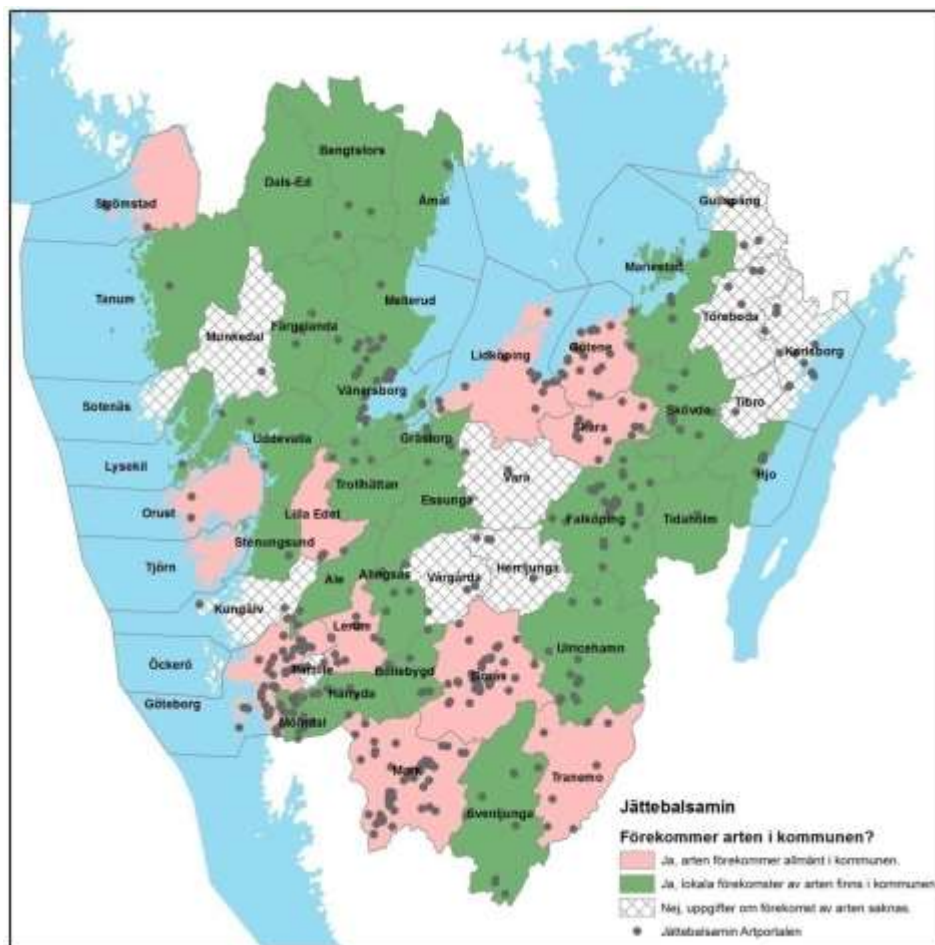 Bengtsfors
Dals-Ed
Åmål
Strömstad
Gullspång
Mariestad
Tanum
Mellerud
Töreboda
Färgelanda
Munkedal
Götene
Karlsborg
Lidköping
Vänersborg
Tibro
Sotenäs
Skövde
Skara
Uddevalla
Grästorp
Lysekil
Vara
Hjo
Trollhättan
Essunga
Orust
Lilla Edet
Falköping
Tidaholm
Stenungsund
Tjörn
Ale
Alingsås
Vårgårda
Herrljunga
Kungälv
Lerum
Ulricehamn
Öckerö
Partille
Bollebygd
Borås
Härryda
Göteborg
Mölndal
Mark
Tranemo
Svenljunga
Jättebalsamin
Förekommer arten i kommunen?
Ja, arten förekommer allmänt i kommunen.
Ja, lokala förekomster av arten finns i kommunen
Nej, uppgifter om förekomst av arten saknas.
Jättebalsamin Artportalen